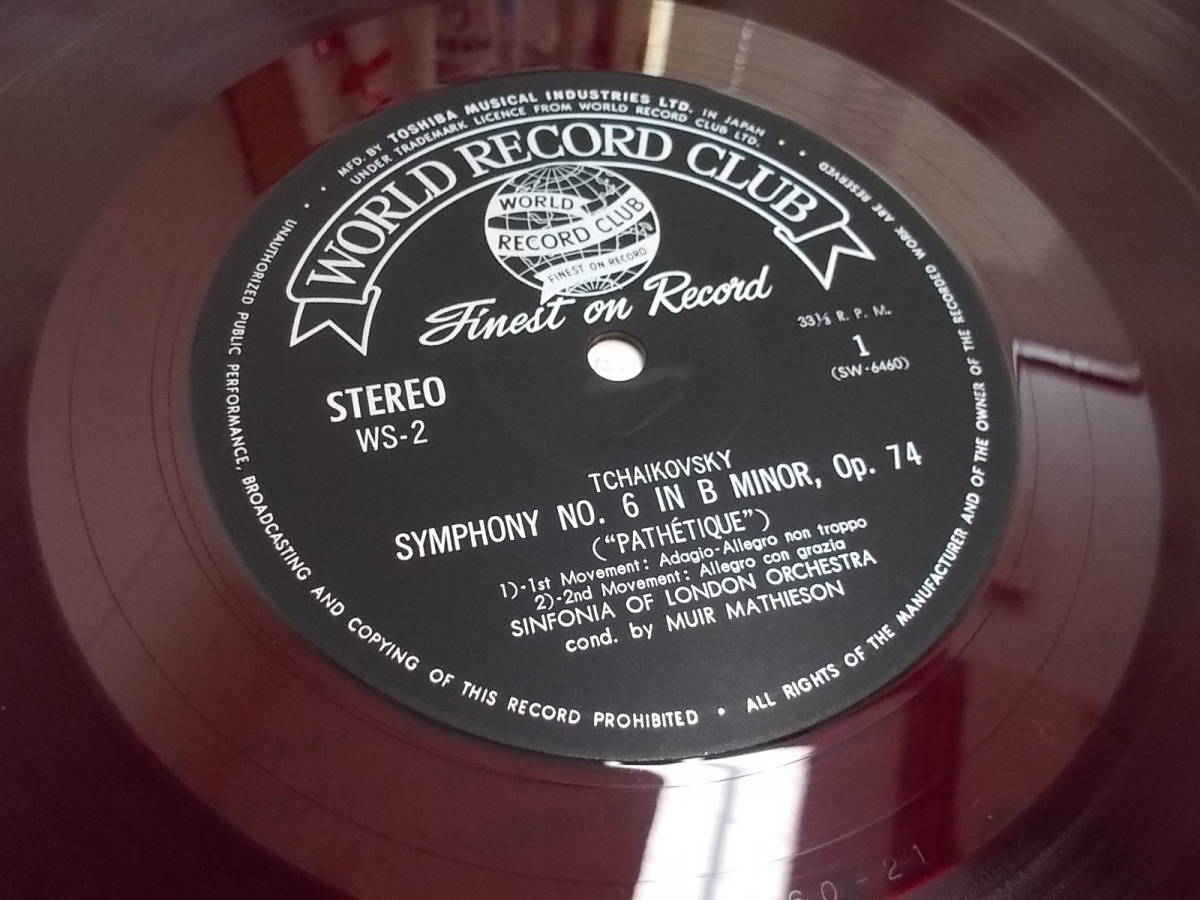 MFD. BY TOSHIBA MUSICAL INDUSTRIES LTD. IN JAPAN
UNDER TRADEMARK LICENCE FROM WORLD RECORD CLUB LTD.
WORLD RECORD CLUB
WORLD
RECORD CLUB
FINEST ON RECORD
Finest on Record
33⅓ R. P. M.
1
(SW-6460)
STEREO
WS-2
TCHAIKOVSKY
SYMPHONY NO. 6 IN B MINOR, Op. 74
("PATHÉTIQUE")
1)-1st Movement: Adagio-Allegro non troppo
2)-2nd Movement: Allegro con grazia
SINFONIA OF LONDON ORCHESTRA
cond. by MUIR MATHIESON
UNAUTHORIZED PUBLIC PERFORMANCE, BROADCASTING AND COPYING OF THIS RECORD PROHIBITED • ALL RIGHTS OF THE MANUFACTURER AND OF THE OWNER OF THE RECORDED WORK ARE RESERVED